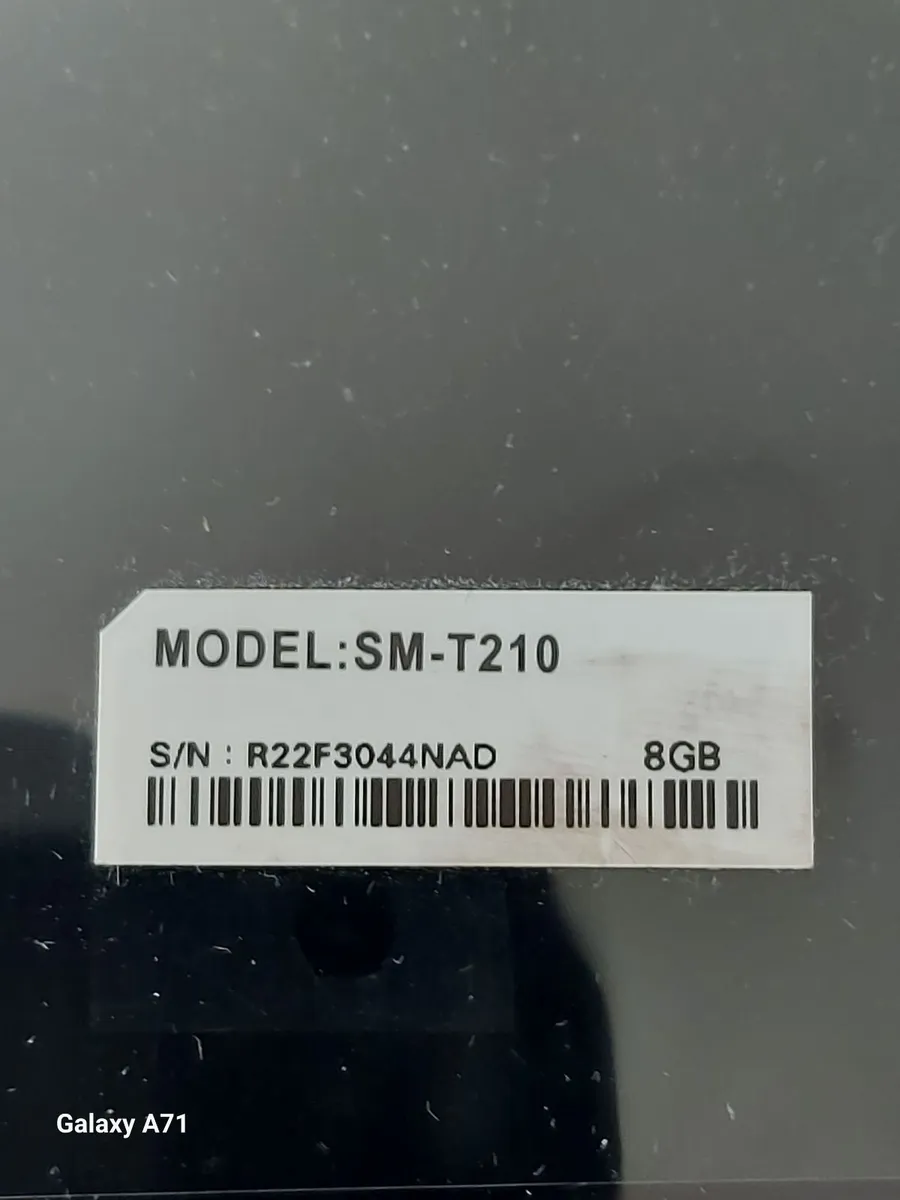 MODEL:SM-T210
S/N : R22F3044NAD 8GB
Galaxy A71